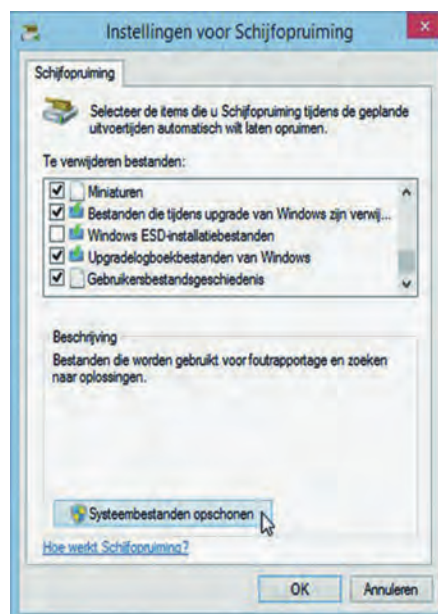 Instellingen voor Schijfopruiming
Schijfopruiming
Selecteer de items die u Schijfopruiming tijdens de geplande
uitvoertijden automatisch wilt laten opruimen.
Te verwijderen bestanden:
Miniaturen
Bestanden die tijdens upgrade van Windows zijn verwij...
Windows ESD-installatiebestanden
Upgradelogboekbestanden van Windows
Gebruikersbestandsgeschiedenis
Beschrijving
Bestanden die worden gebruikt voor foutrapportage en zoeken
naar oplossingen.
Systeembestanden opschonen
Hoe werkt Schijfopruiming?
OK Annuleren